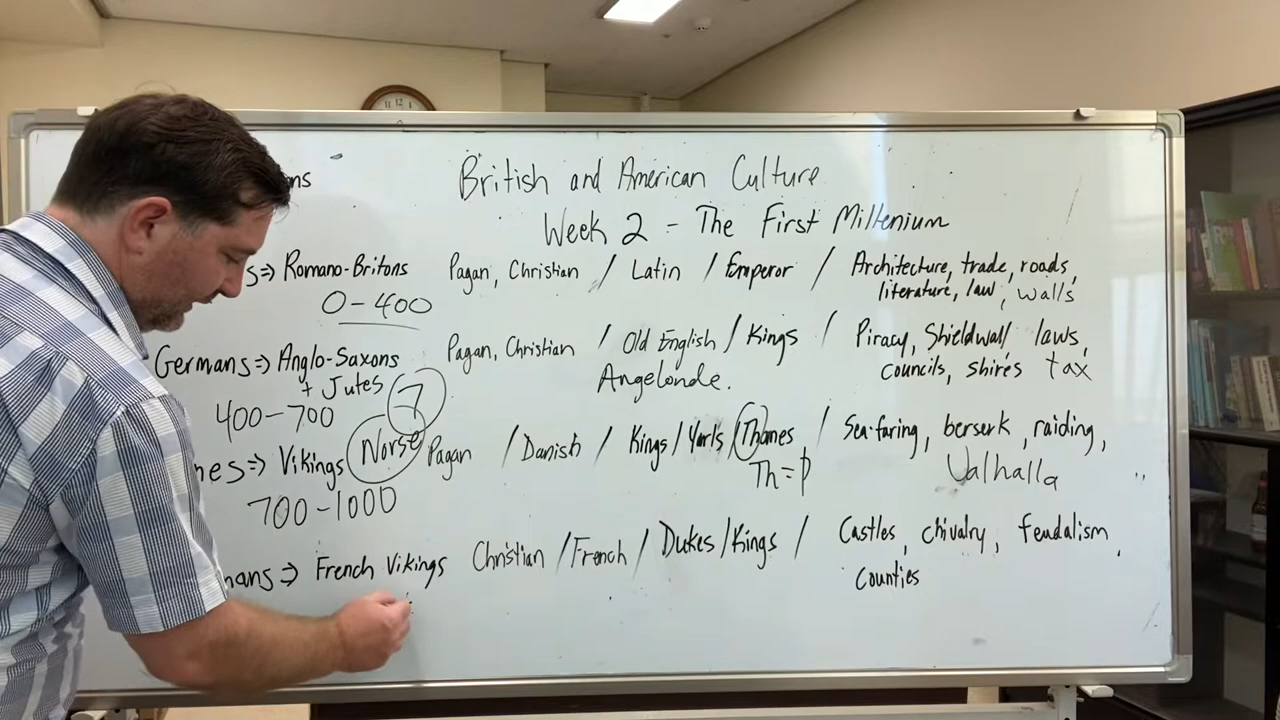 British and American Culture
Week 2 - The First Millenium
s => Romano-Britons Pagan, Christian / Latin / Emperor / Architecture, trade, roads,
literature, law, walls
0-400
Germans => Anglo-Saxons Pagan, Christian / Old English / Kings / Piracy, Shieldwall laws,
+ Jutes Angelonde. councils, shires tax
400-700 7
nes => Vikings Norse Pagan / Danish / Kings / Yarls / Thanes / Sea-faring, berserk, raiding,
Th=Þ Valhalla
700-1000
mans => French Vikings Christian / French / Dukes / Kings / Castles, chivalry, feudalism,
counties